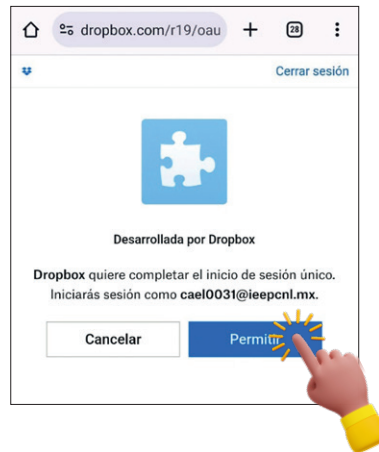 dropbox.com/r19/oau
28
Cerrar sesión
Desarrollada por Dropbox
Dropbox quiere completar el inicio de sesión único.
Iniciarás sesión como cael0031@ieepcnl.mx.
Cancelar Permitir